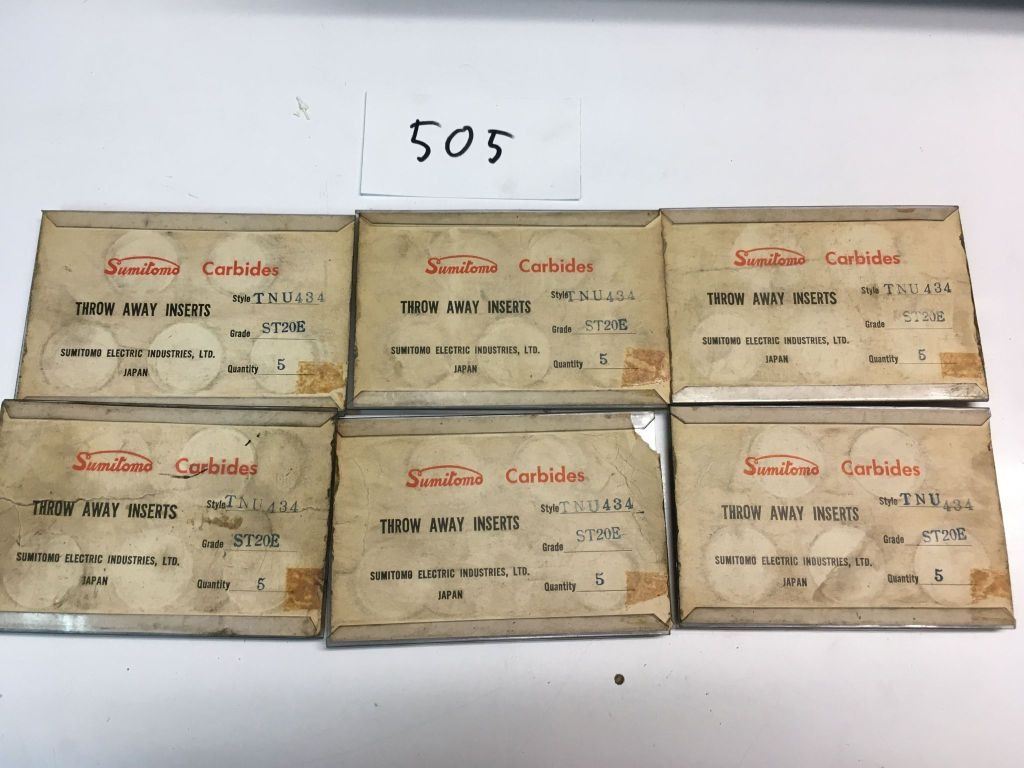 505
Sumitomo Carbides
Style TNU434
THROW AWAY INSERTS
Grade ST20E
SUMITOMO ELECTRIC INDUSTRIES, LTD.
JAPAN
Quantity 5
Sumitomo Carbides
Style TNU434
THROW AWAY INSERTS
Grade ST20E
SUMITOMO ELECTRIC INDUSTRIES, LTD.
JAPAN
Quantity 5
Sumitomo Carbides
Style TNU434
THROW AWAY INSERTS
Grade ST20E
SUMITOMO ELECTRIC INDUSTRIES, LTD.
JAPAN
Quantity 5
Sumitomo Carbides
Style TNU434
THROW AWAY INSERTS
Grade ST20E
SUMITOMO ELECTRIC INDUSTRIES, LTD.
JAPAN
Quantity 5
Sumitomo Carbides
Style TNU434
THROW AWAY INSERTS
Grade ST20E
SUMITOMO ELECTRIC INDUSTRIES, LTD.
JAPAN
Quantity 5
Sumitomo Carbides
Style TNU434
THROW AWAY INSERTS
Grade ST20E
SUMITOMO ELECTRIC INDUSTRIES, LTD.
JAPAN
Quantity 5